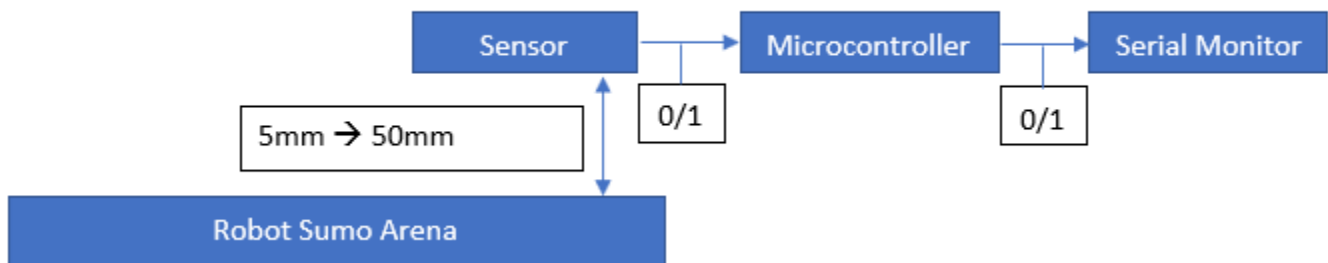 Sensor
Microcontroller
Serial Monitor
0/1
0/1
5mm → 50mm
Robot Sumo Arena